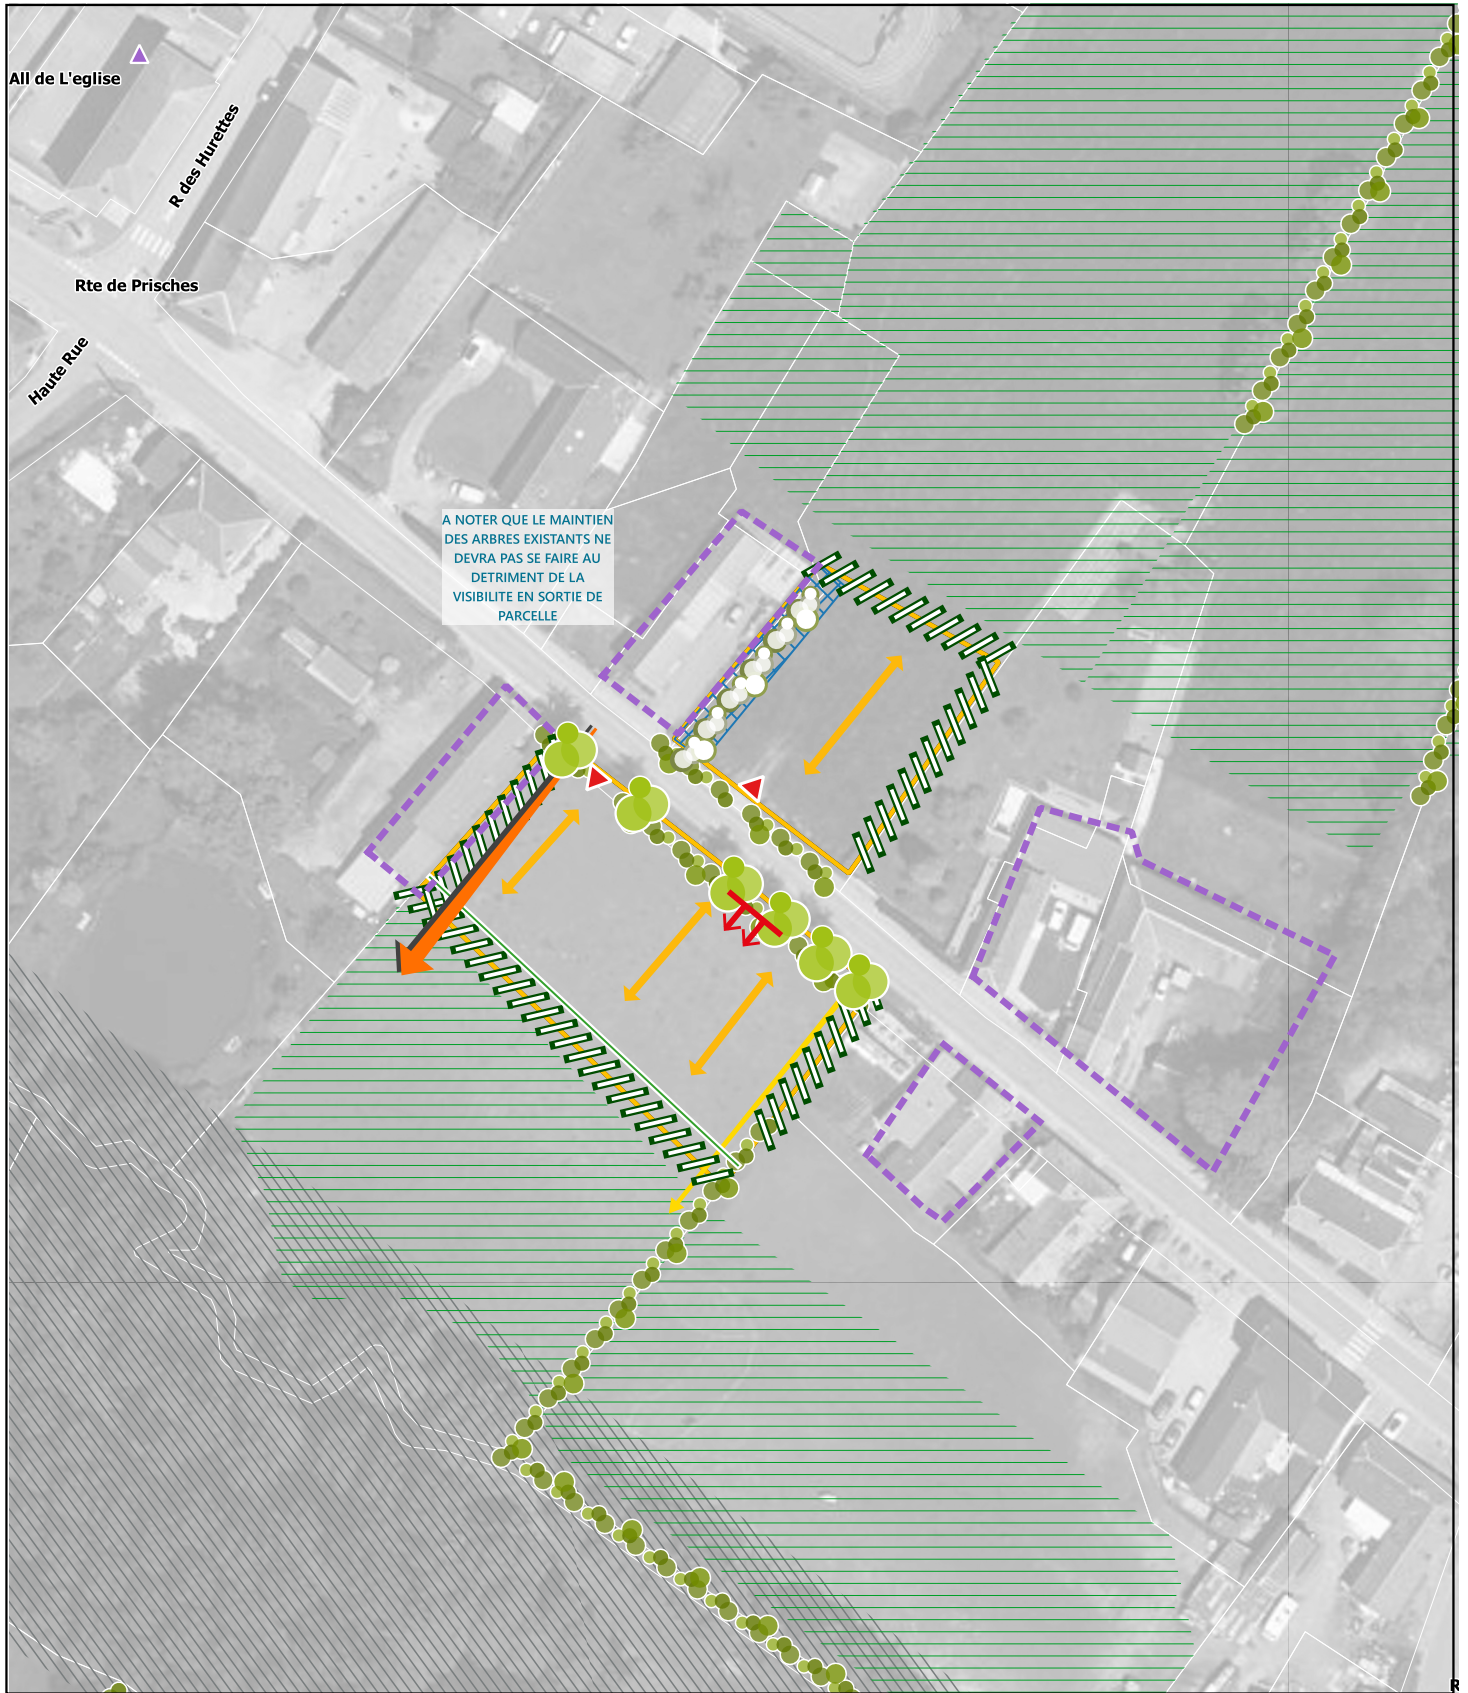 All de L'eglise
R des Hurettes
Rte de Prisches
Haute Rue
A NOTER QUE LE MAINTIEN
DES ARBRES EXISTANTS NE
DEVRA PAS SE FAIRE AU
DETRIMENT DE LA
VISIBILITE EN SORTIE DE
PARCELLE
R